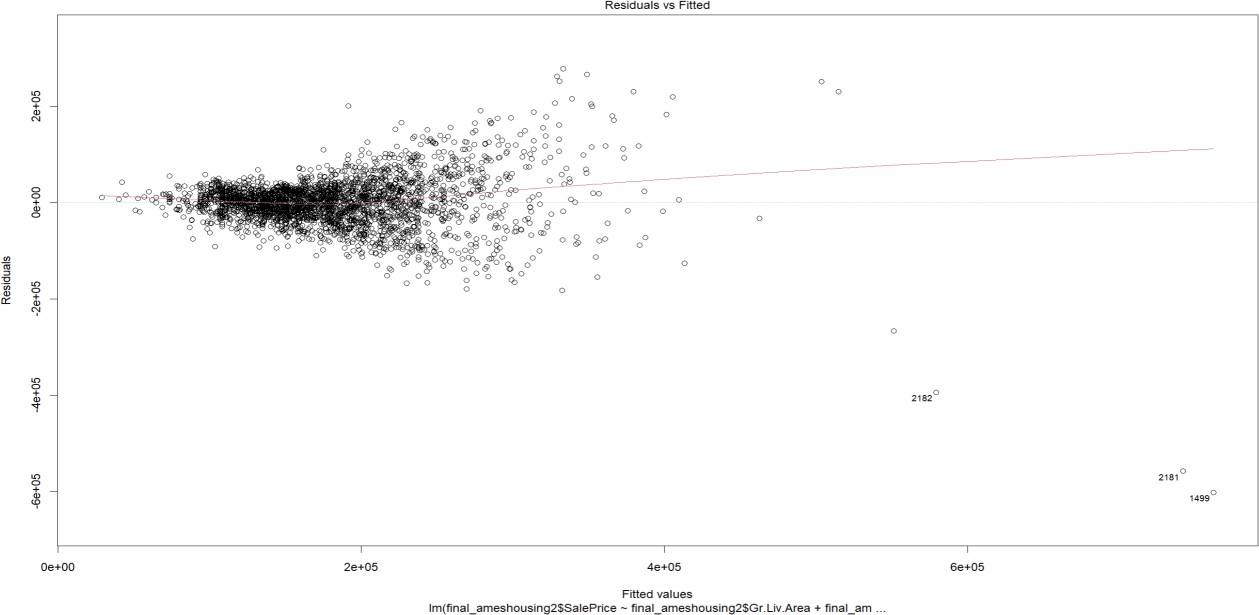 Residuals vs Fitted
2e+05
0e+00
-2e+05
-4e+05
-6e+05
Residuals
2182
2181
1499
0e+00 2e+05 4e+05 6e+05
Fitted values
lm(final_ameshousing2$SalePrice ~ final_ameshousing2$Gr.Liv.Area + final_am ...